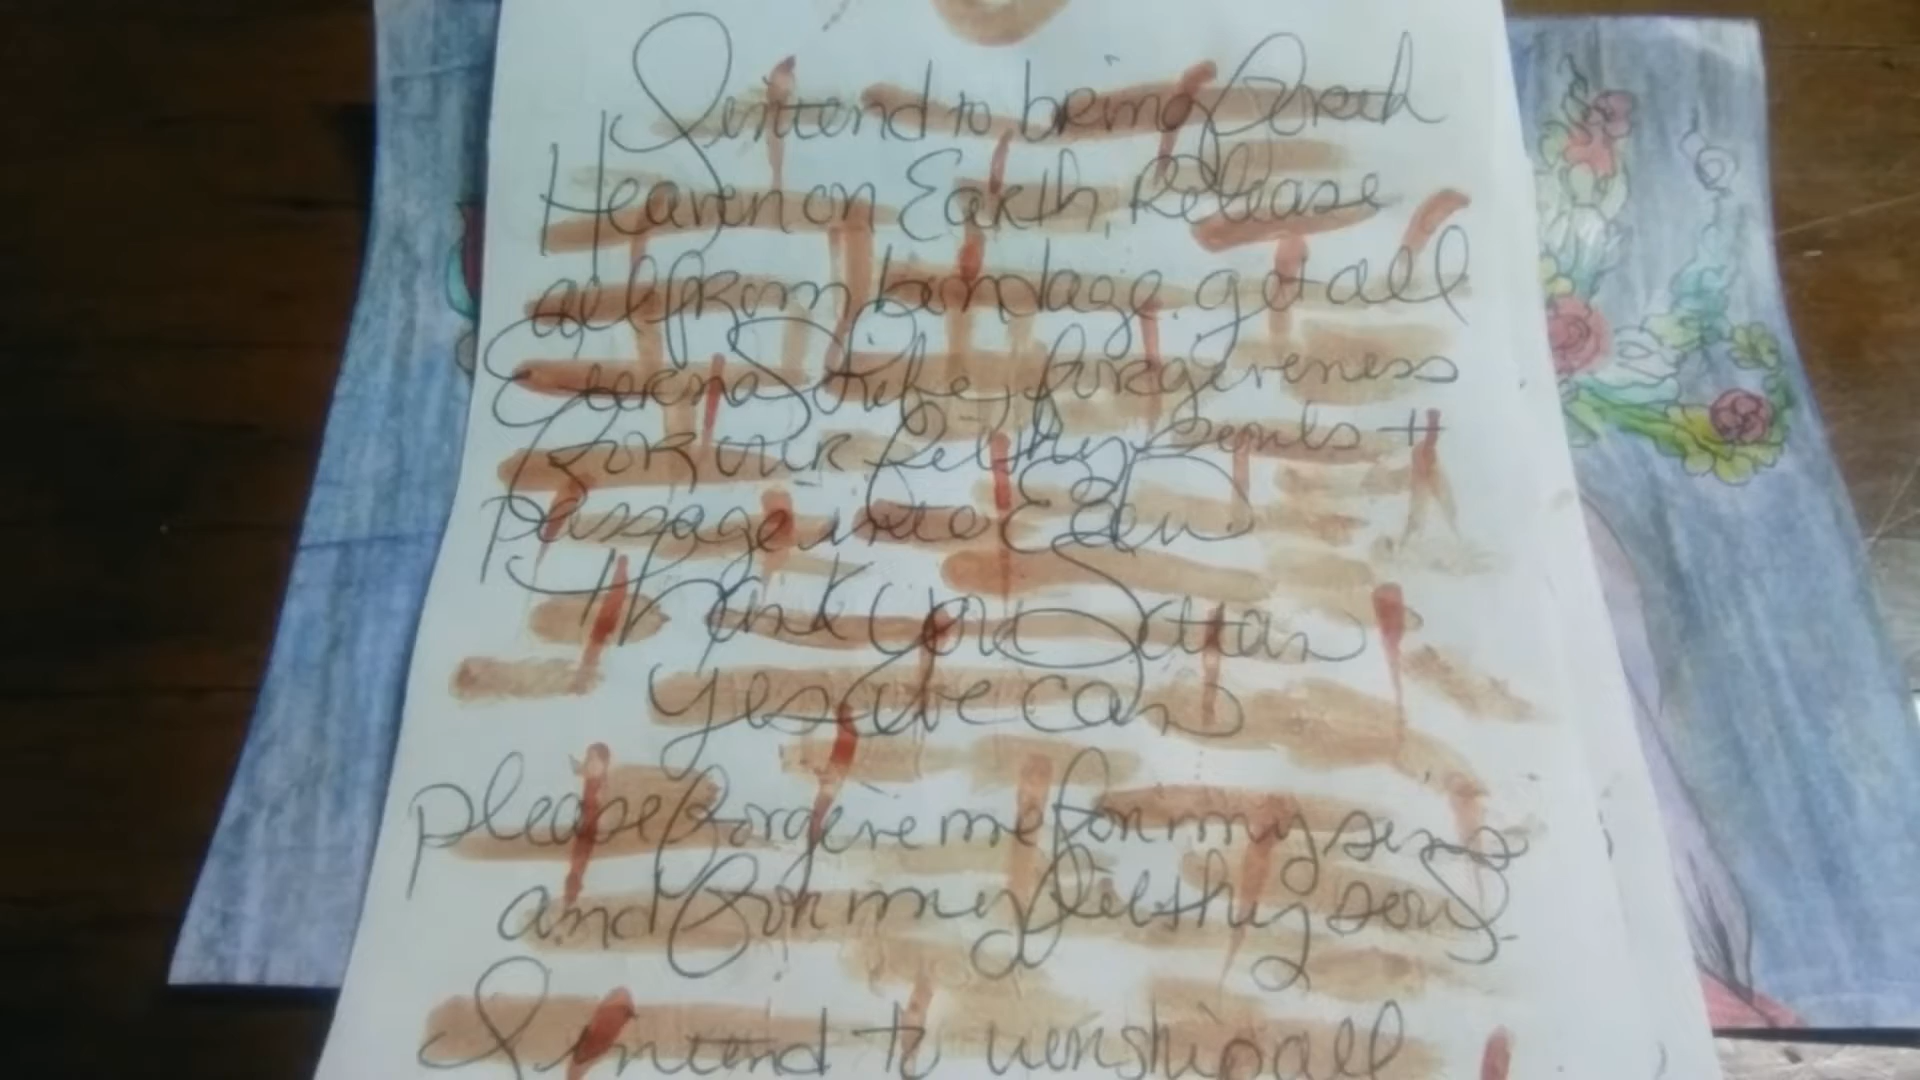 I intend to being Forth
Heaven on Earth, Release
all from bondage. get all
Eternal Life, forgiveness
for our filthy souls +
passage into Eden
Thank You Sattan
Yes We Can
please forgive me for my sins
and for my filthy soul.
I intend to worship all